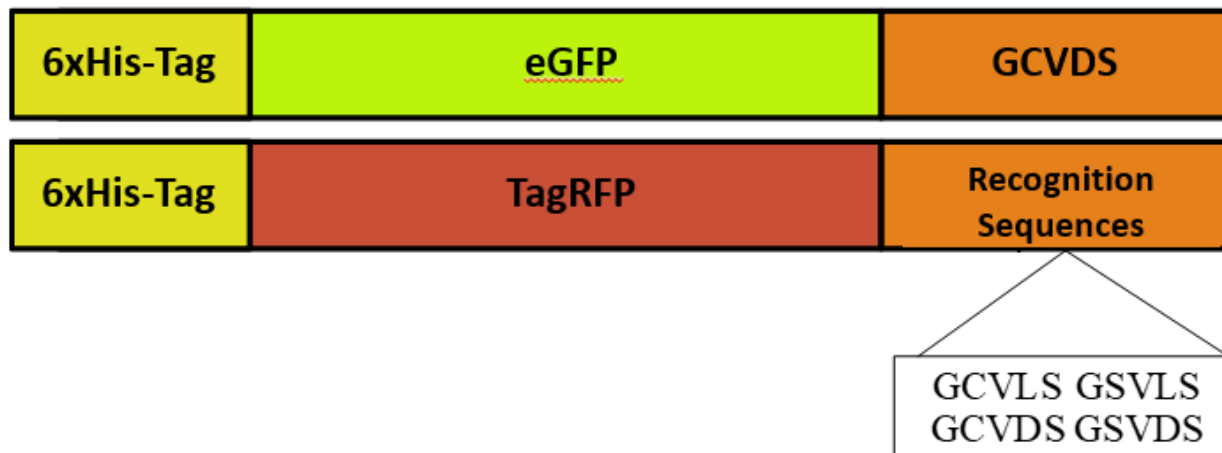 6xHis-Tag eGFP GCVDS
6xHis-Tag TagRFP Recognition
Sequences
GCVLS GSVLS
GCVDS GSVDS